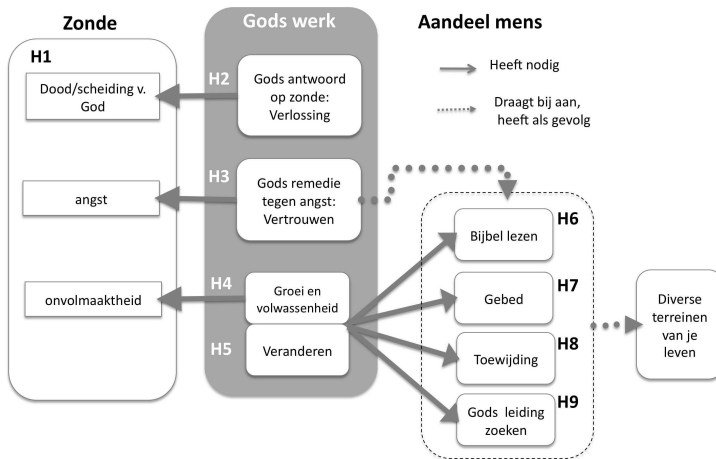 Zonde
Gods werk
Aandeel mens
H1
Dood/scheiding v.
God
angst
onvolmaaktheid
H2
Gods antwoord
op zonde:
Verlossing
H3
Gods remedie
tegen angst:
Vertrouwen
H4
Groei en
volwassenheid
H5
Veranderen
Heeft nodig
Draagt bij aan,
heeft als gevolg
H6
Bijbel lezen
H7
Gebed
H8
Toewijding
H9
Gods leiding
zoeken
Diverse
terreinen
van je
leven